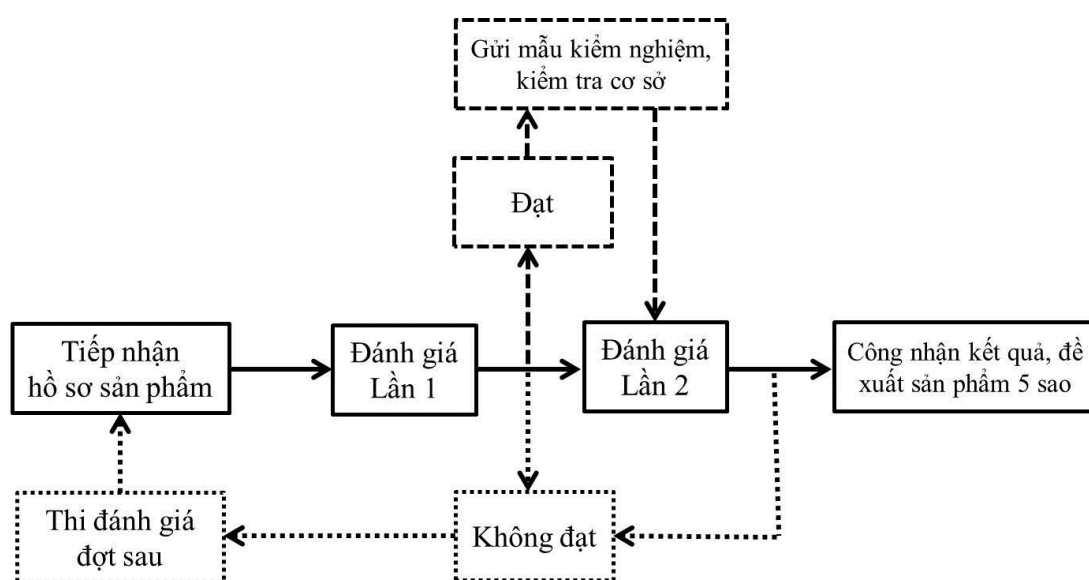 Gửi mẫu kiểm nghiệm,
kiểm tra cơ sở
Đạt
Tiếp nhận
hồ sơ sản phẩm
Đánh giá
Lần 1
Đánh giá
Lần 2
Công nhận kết quả, đề
xuất sản phẩm 5 sao
Thi đánh giá
đợt sau
Không đạt